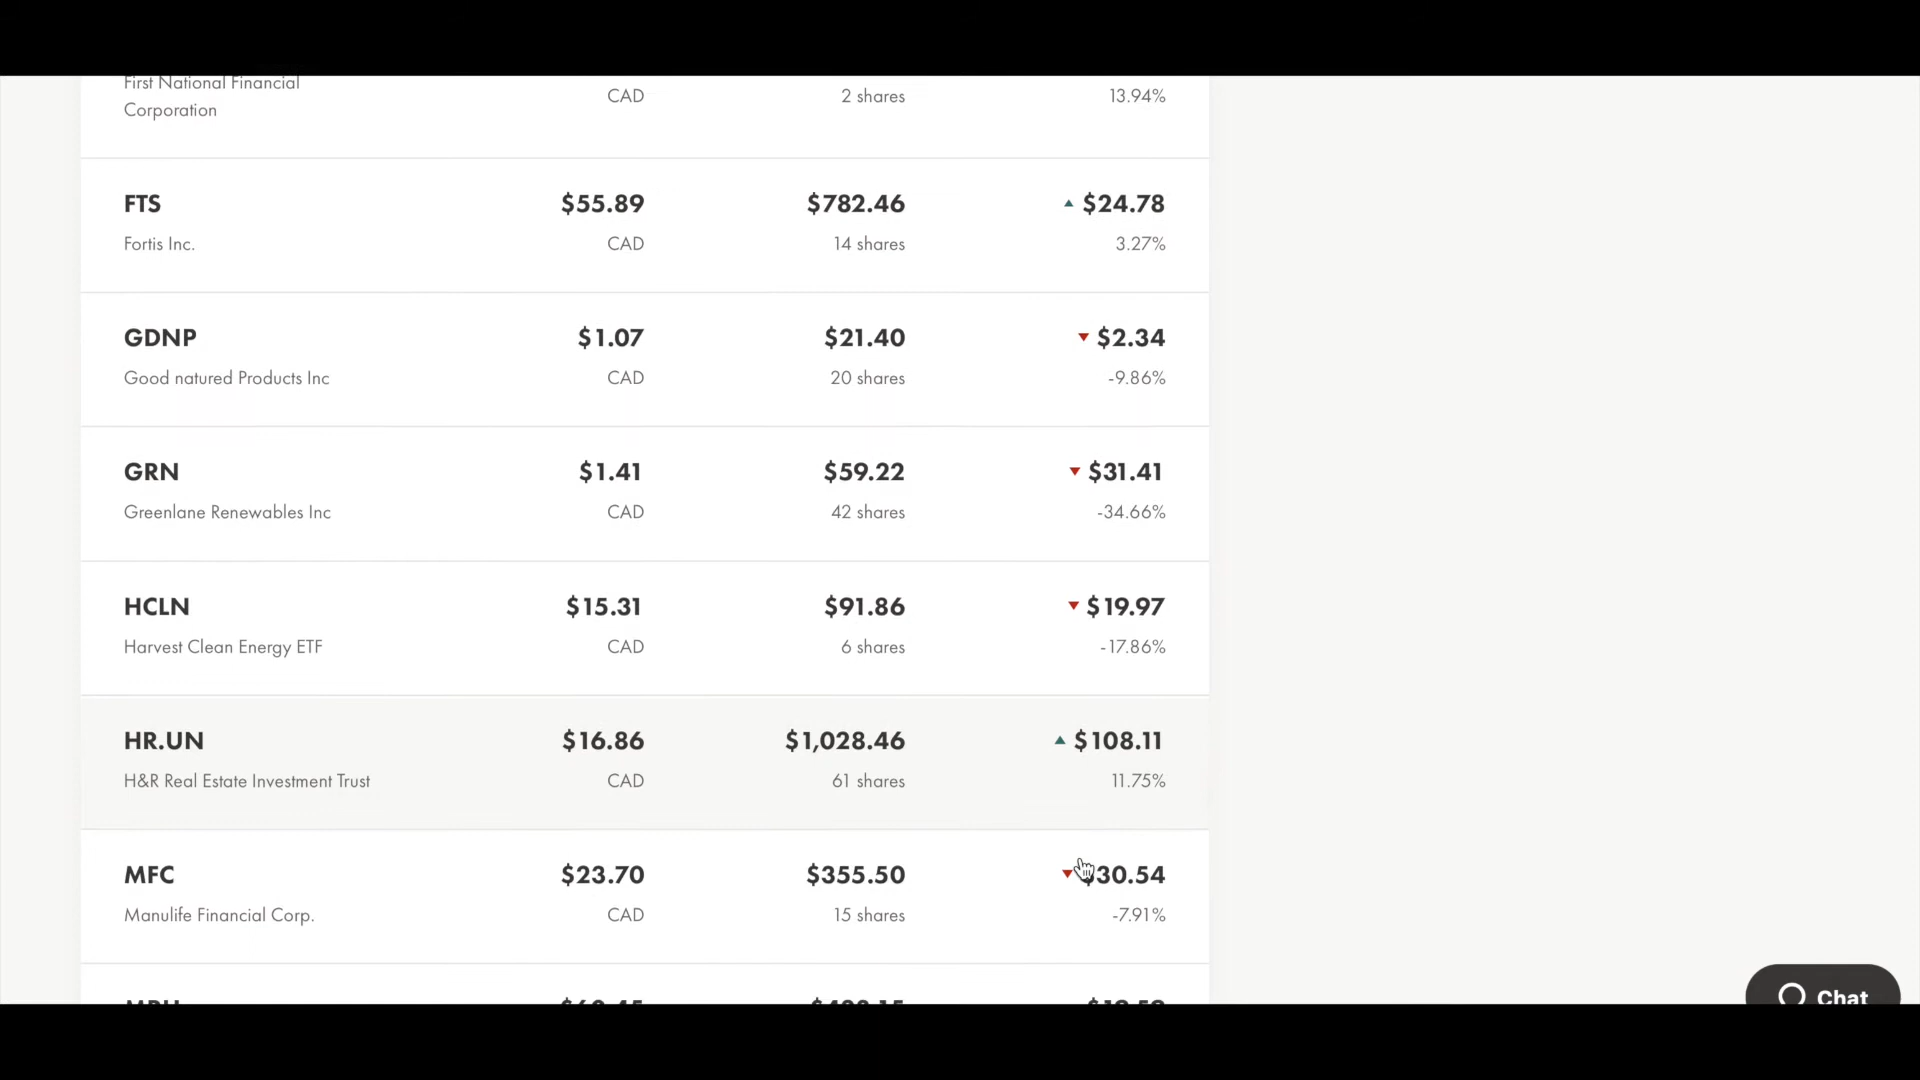 First National Financial
Corporation
CAD
2 shares
13.94%
FTS
$55.89
$782.46
$24.78
Fortis Inc.
CAD
14 shares
3.27%
GDNP
$1.07
$21.40
$2.34
Good natured Products Inc
CAD
20 shares
-9.86%
GRN
$1.41
$59.22
$31.41
Greenlane Renewables Inc
CAD
42 shares
-34.66%
HCLN
$15.31
$91.86
$19.97
Harvest Clean Energy ETF
CAD
6 shares
-17.86%
HR.UN
$16.86
$1,028.46
$108.11
H&R Real Estate Investment Trust
CAD
61 shares
11.75%
MFC
$23.70
$355.50
$30.54
Manulife Financial Corp.
CAD
15 shares
-7.91%
Chat